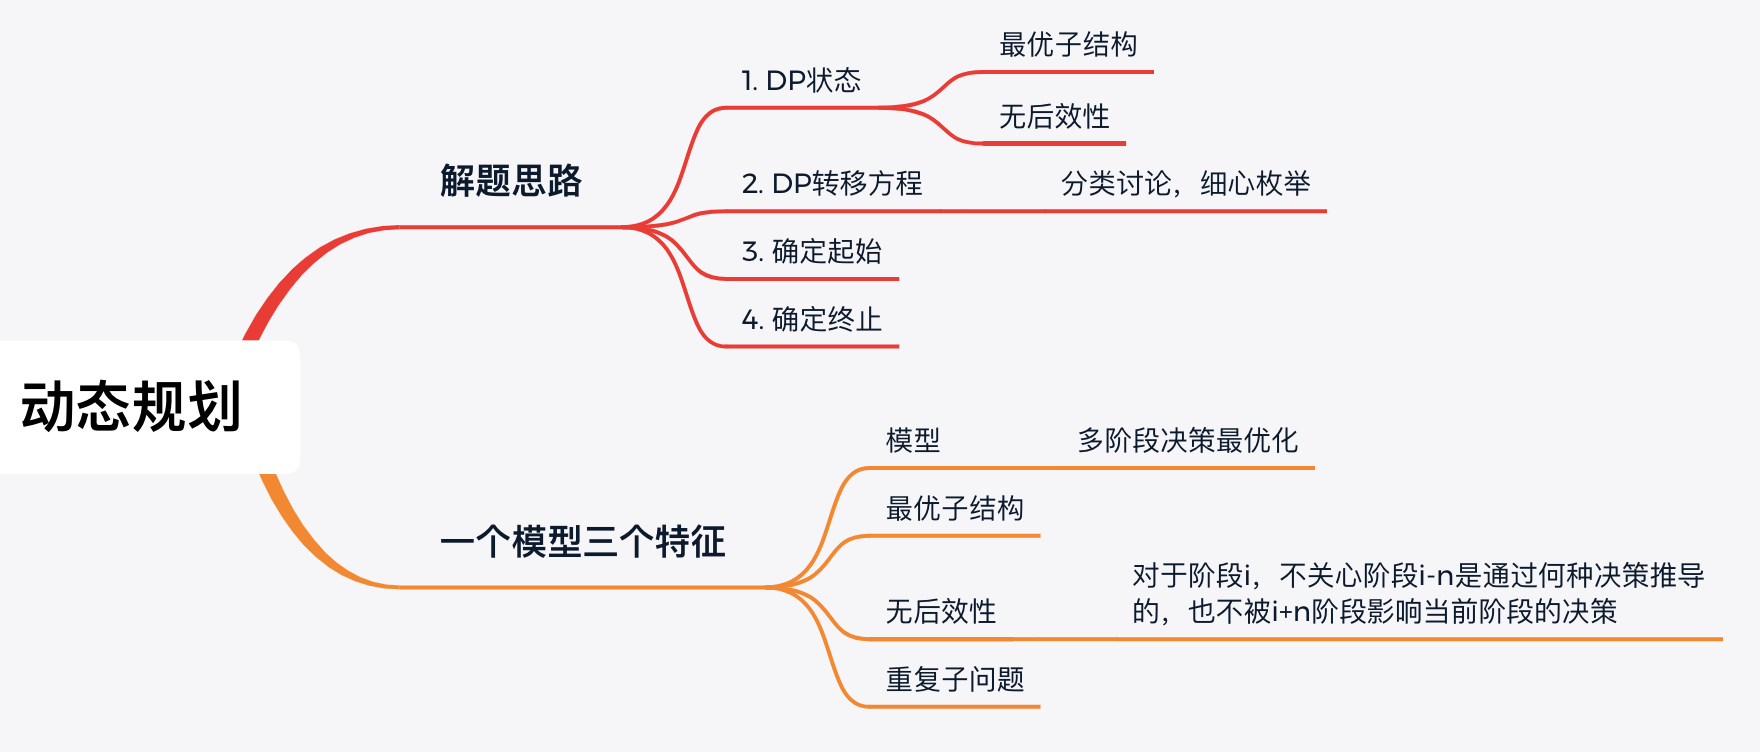 动态规划
解题思路
1. DP状态
最优子结构
无后效性
2. DP转移方程
分类讨论，细心枚举
3. 确定起始
4. 确定终止
一个模型三个特征
模型
多阶段决策最优化
最优子结构
无后效性
对于阶段i，不关心阶段i-n是通过何种决策推导
的，也不被i+n阶段影响当前阶段的决策
重复子问题